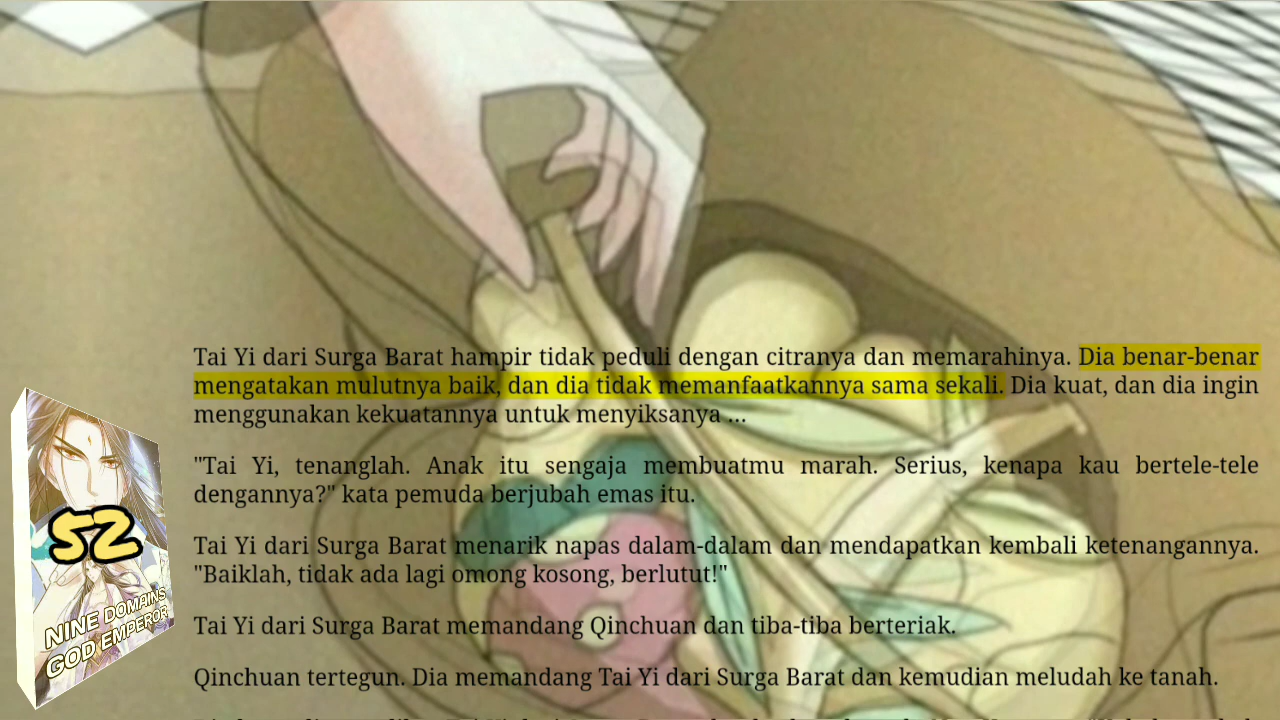 Tai Yi dari Surga Barat hampir tidak peduli dengan citranya dan memarahinya. Dia benar-benar
mengatakan mulutnya baik, dan dia tidak memanfaatkannya sama sekali. Dia kuat, dan dia ingin
menggunakan kekuatannya untuk menyiksanya ...
"Tai Yi, tenanglah. Anak itu sengaja membuatmu marah. Serius, kenapa kau bertele-tele
dengannya?" kata pemuda berjubah emas itu.
Tai Yi dari Surga Barat menarik napas dalam-dalam dan mendapatkan kembali ketenangannya.
"Baiklah, tidak ada lagi omong kosong, berlutut!"
Tai Yi dari Surga Barat memandang Qinchuan dan tiba-tiba berteriak.
Qinchuan tertegun. Dia memandang Tai Yi dari Surga Barat dan kemudian meludah ke tanah.
52
NINE DOMAINS
GOD EMPEROR